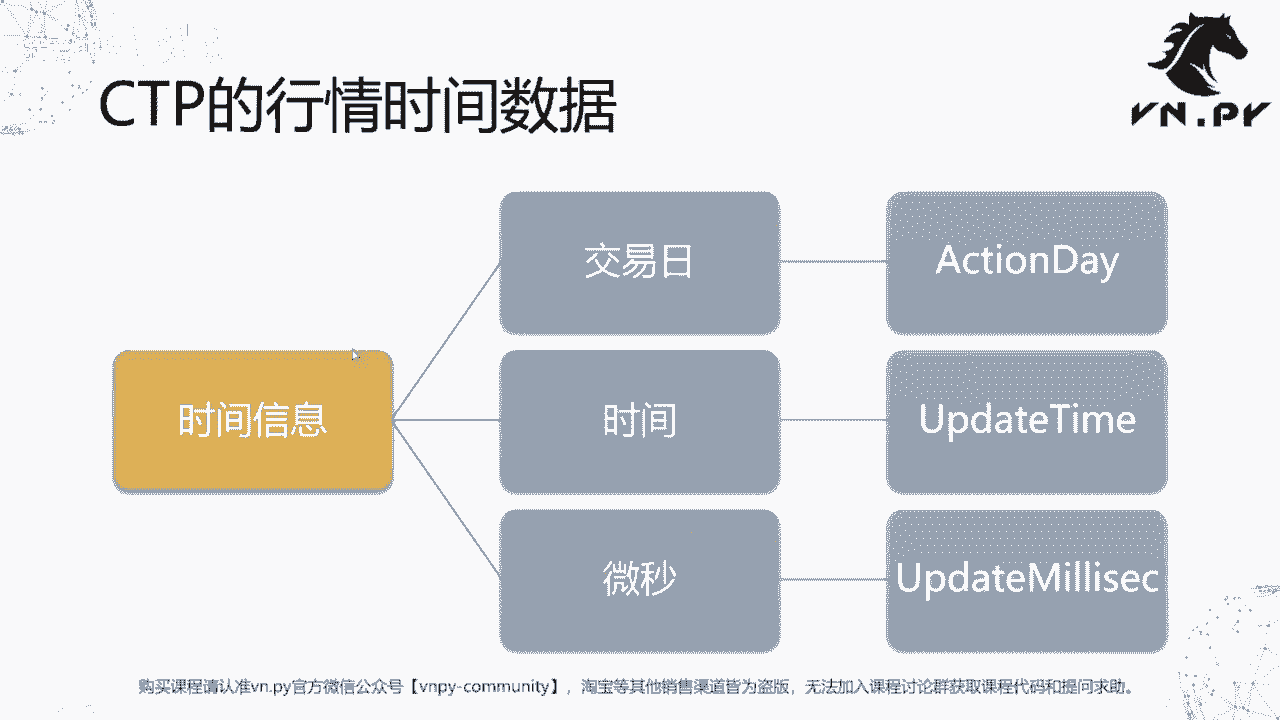 CTP的行情时间数据
VN.PY
交易日
ActionDay
时间信息
时间
UpdateTime
微秒
UpdateMillisec
购买课程请认准vn.py官方微信公众号【vnpy-community】，淘宝等其他销售渠道皆为盗版，无法加入课程讨论群获取课程代码和提问求助。